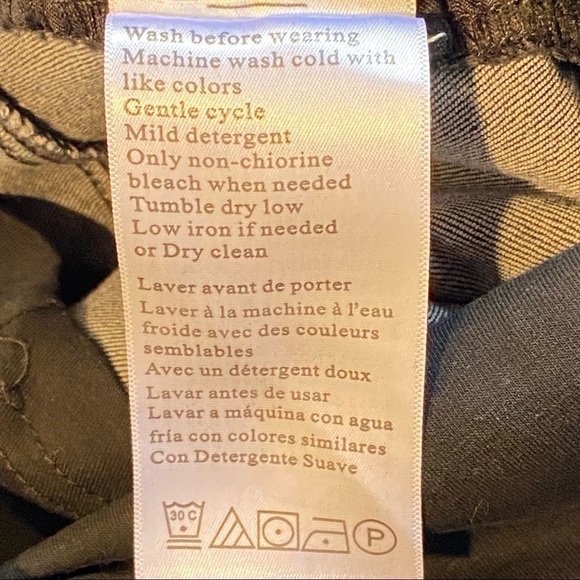 Wash before wearing
Machine wash cold with
like colors
Gentle cycle
Mild detergent
Only non-chiorine
bleach when needed
Tumble dry low
Low iron if needed
or Dry clean
Laver avant de porter
Laver à la machine à l'eau
froide avec des couleurs
semblables
Avec un détergent doux
Lavar antes de usar
Lavar a máquina con agua
fría con colores similares
Con Detergente Suave
30 C
P